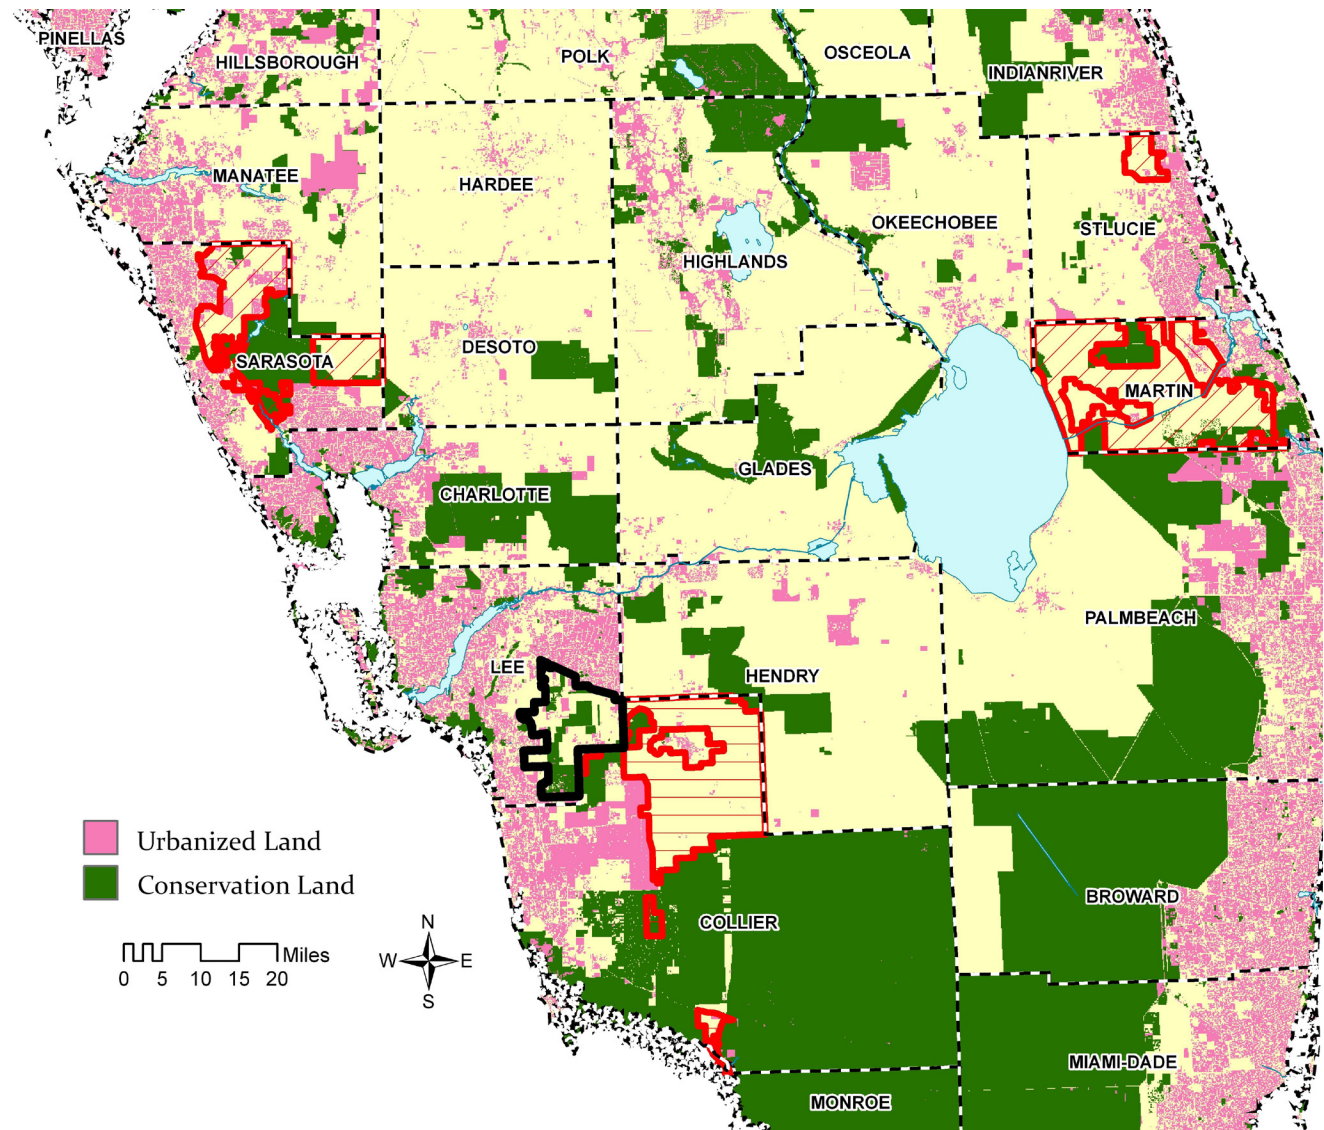 PINELLAS
HILLSBOROUGH
POLK
OSCEOLA
INDIANRIVER
MANATEE
HARDEE
OKEECHOBEE
STLUCIE
HIGHLANDS
SARASOTA
DESOTO
MARTIN
GLADES
CHARLOTTE
PALMBEACH
LEE
HENDRY
Urbanized Land
Conservation Land
BROWARD
COLLIER
N
W E
S
Miles
0 5 10 15 20
MIAMI-DADE
MONROE